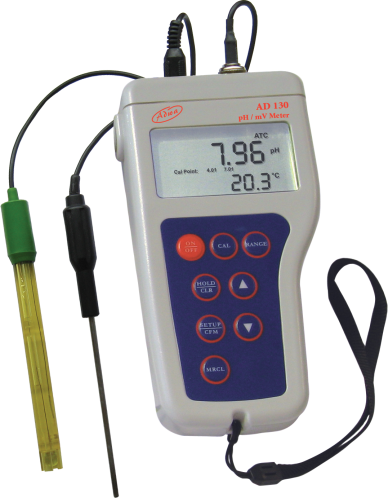 Adwa
AD 130
pH / mV Meter
ATC
7.96 pH
Cal Point: 4.01 7.01
20.3°C
ON
OFF
CAL
RANGE
HOLD
CLR
SETUP
CFM
MRCL